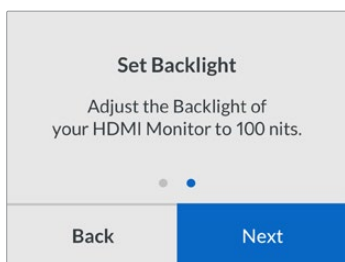 Set Backlight
Adjust the Backlight of
your HDMI Monitor to 100 nits.
Back
Next